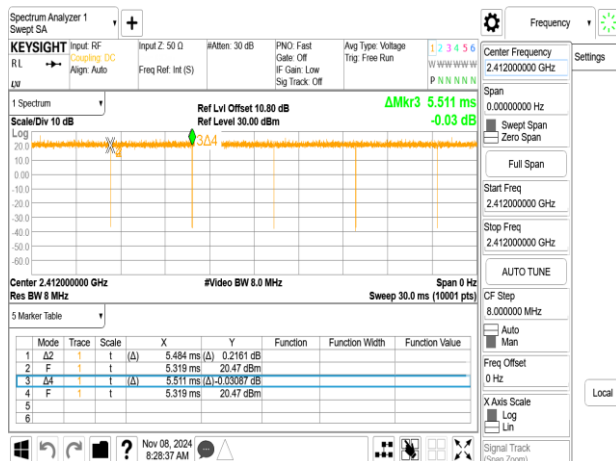 Spectrum Analyzer 1
Swept SA
Frequency
KEYSIGHT
RL
Input: RF
Coupling: DC
Align: Auto
Input Z: 50 Ω
Freq Ref: Int (S)
#Atten: 30 dB
PNO: Fast
Gate: Off
IF Gain: Low
Sig Track: Off
Avg Type: Voltage
Trig: Free Run
1 2 3 4 5 6
W W W W W W
P N N N N N
Center Frequency
2.412000000 GHz
Settings
Span
0.00000000 Hz
Swept Span
Zero Span
Full Span
Start Freq
2.412000000 GHz
Stop Freq
2.412000000 GHz
AUTO TUNE
CF Step
8.000000 MHz
Auto
Man
Freq Offset
0 Hz
X Axis Scale
Log
Lin
Local
Signal Track
(Span Zoom)
1 Spectrum
Scale/Div 10 dB
Ref Lvl Offset 10.80 dB
Ref Level 30.00 dBm
ΔMkr3 5.511 ms
-0.03 dB
Log
20.0
10.0
0.00
-10.0
-20.0
-30.0
-40.0
-50.0
-60.0
3Δ4
Center 2.412000000 GHz
Res BW 8 MHz
#Video BW 8.0 MHz
Span 0 Hz
Sweep 30.0 ms (10001 pts)
5 Marker Table
Mode Trace Scale X Y Function Function Width Function Value
1 Δ2 1 t (Δ) 5.484 ms (Δ) 0.2161 dB
2 F 1 t 5.319 ms 20.47 dBm
3 Δ4 1 t (Δ) 5.511 ms (Δ) -0.03087 dB
4 F 1 t 5.319 ms 20.47 dBm
5
6
?
Nov 08, 2024
8:28:37 AM